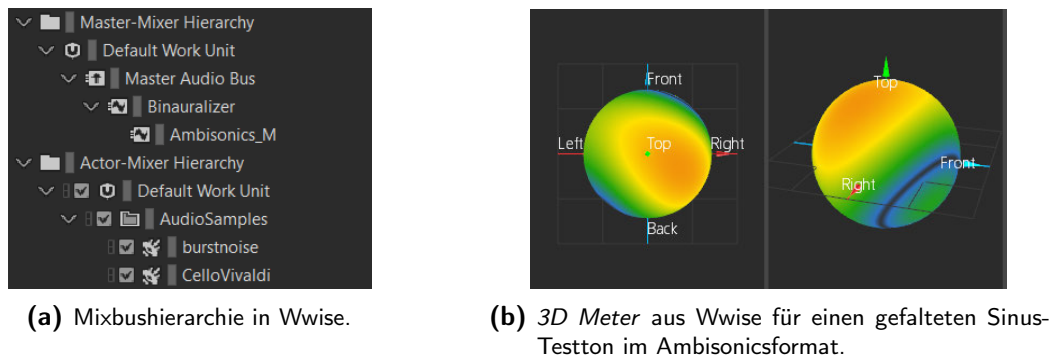 Master-Mixer Hierarchy
Default Work Unit
Master Audio Bus
Binauralizer
Ambisonics_M
Actor-Mixer Hierarchy
Default Work Unit
AudioSamples
burstnoise
CelloVivaldi
(a) Mixbushierarchie in Wwise.
Front
Left
Top
Right
Back
Top
Front
Right
(b) 3D Meter aus Wwise für einen gefalteten Sinus-
Testton im Ambisonicsformat.